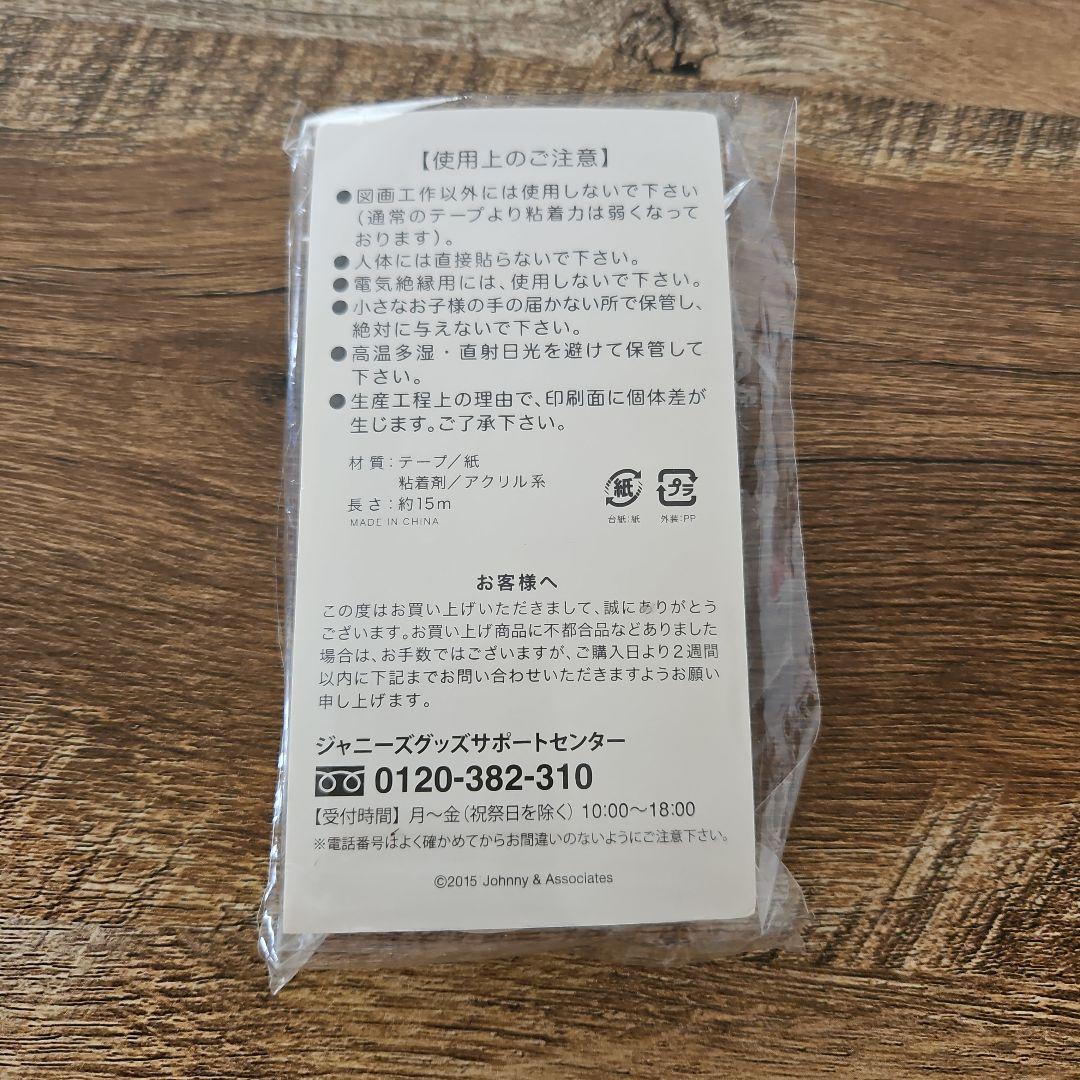 【使用上のご注意】
●図画工作以外には使用しないで下さい
(通常のテープより粘着力は弱くなって
おります)。
●人体には直接貼らないで下さい。
●電気絶縁用には、使用しないで下さい。
●小さなお子様の手の届かない所で保管し、
絶対に与えないで下さい。
●高温多湿・直射日光を避けて保管して
下さい。
●生産工程上の理由で、印刷面に個体差が
生じます。ご了承下さい。
材質:テープ/紙
粘着剤/アクリル系
長さ:約15m
MADE IN CHINA
紙
プラ
台紙:紙
外装:PP
お客様へ
この度はお買い上げいただきまして、誠にありがとう
ございます。お買い上げ商品に不都合品などありました
場合は、お手数ではございますが、ご購入日より2週間
以内に下記までお問い合わせいただきますようお願い
申し上げます。
ジャニーズグッズサポートセンター
0120-382-310
【受付時間】月〜金(祝祭日を除く)10:00〜18:00
※電話番号はよく確かめてからお間違いのないようにご注意下さい。
©2015 Johnny & Associates